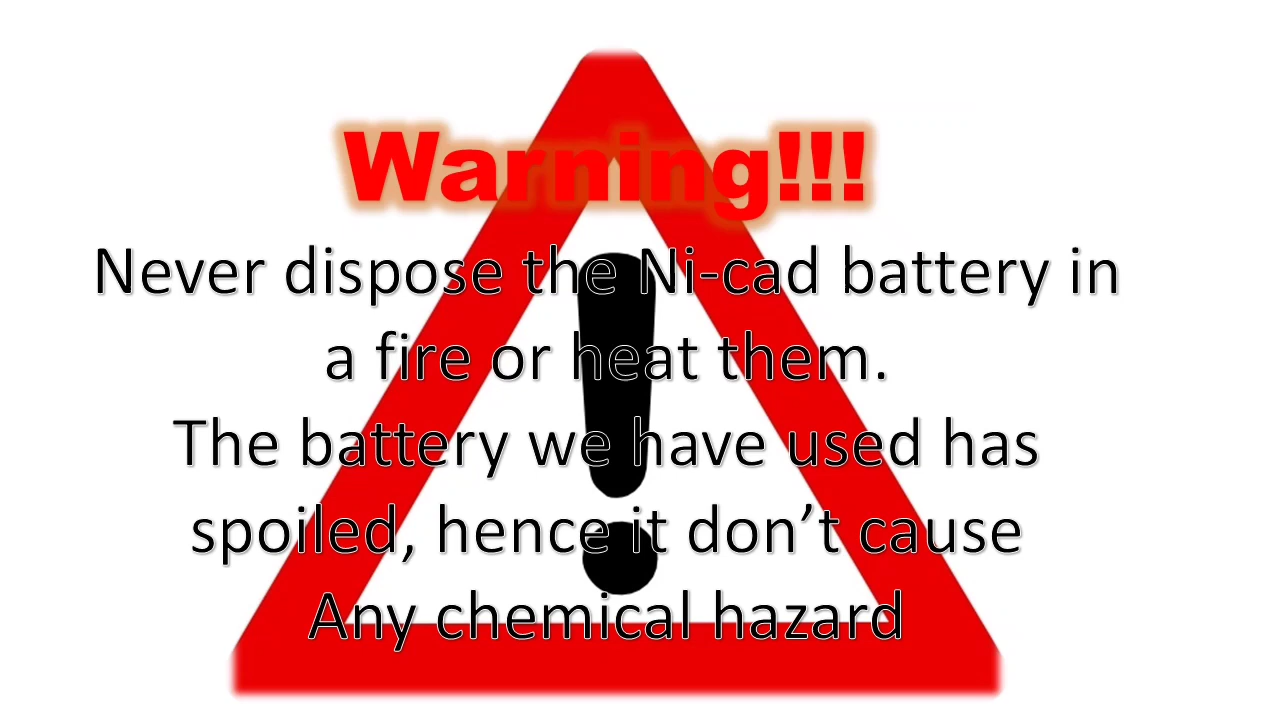 Warning!!!
Never dispose the Ni-cad battery in
a fire or heat them.
The battery we have used has
spoiled, hence it don’t cause
Any chemical hazard